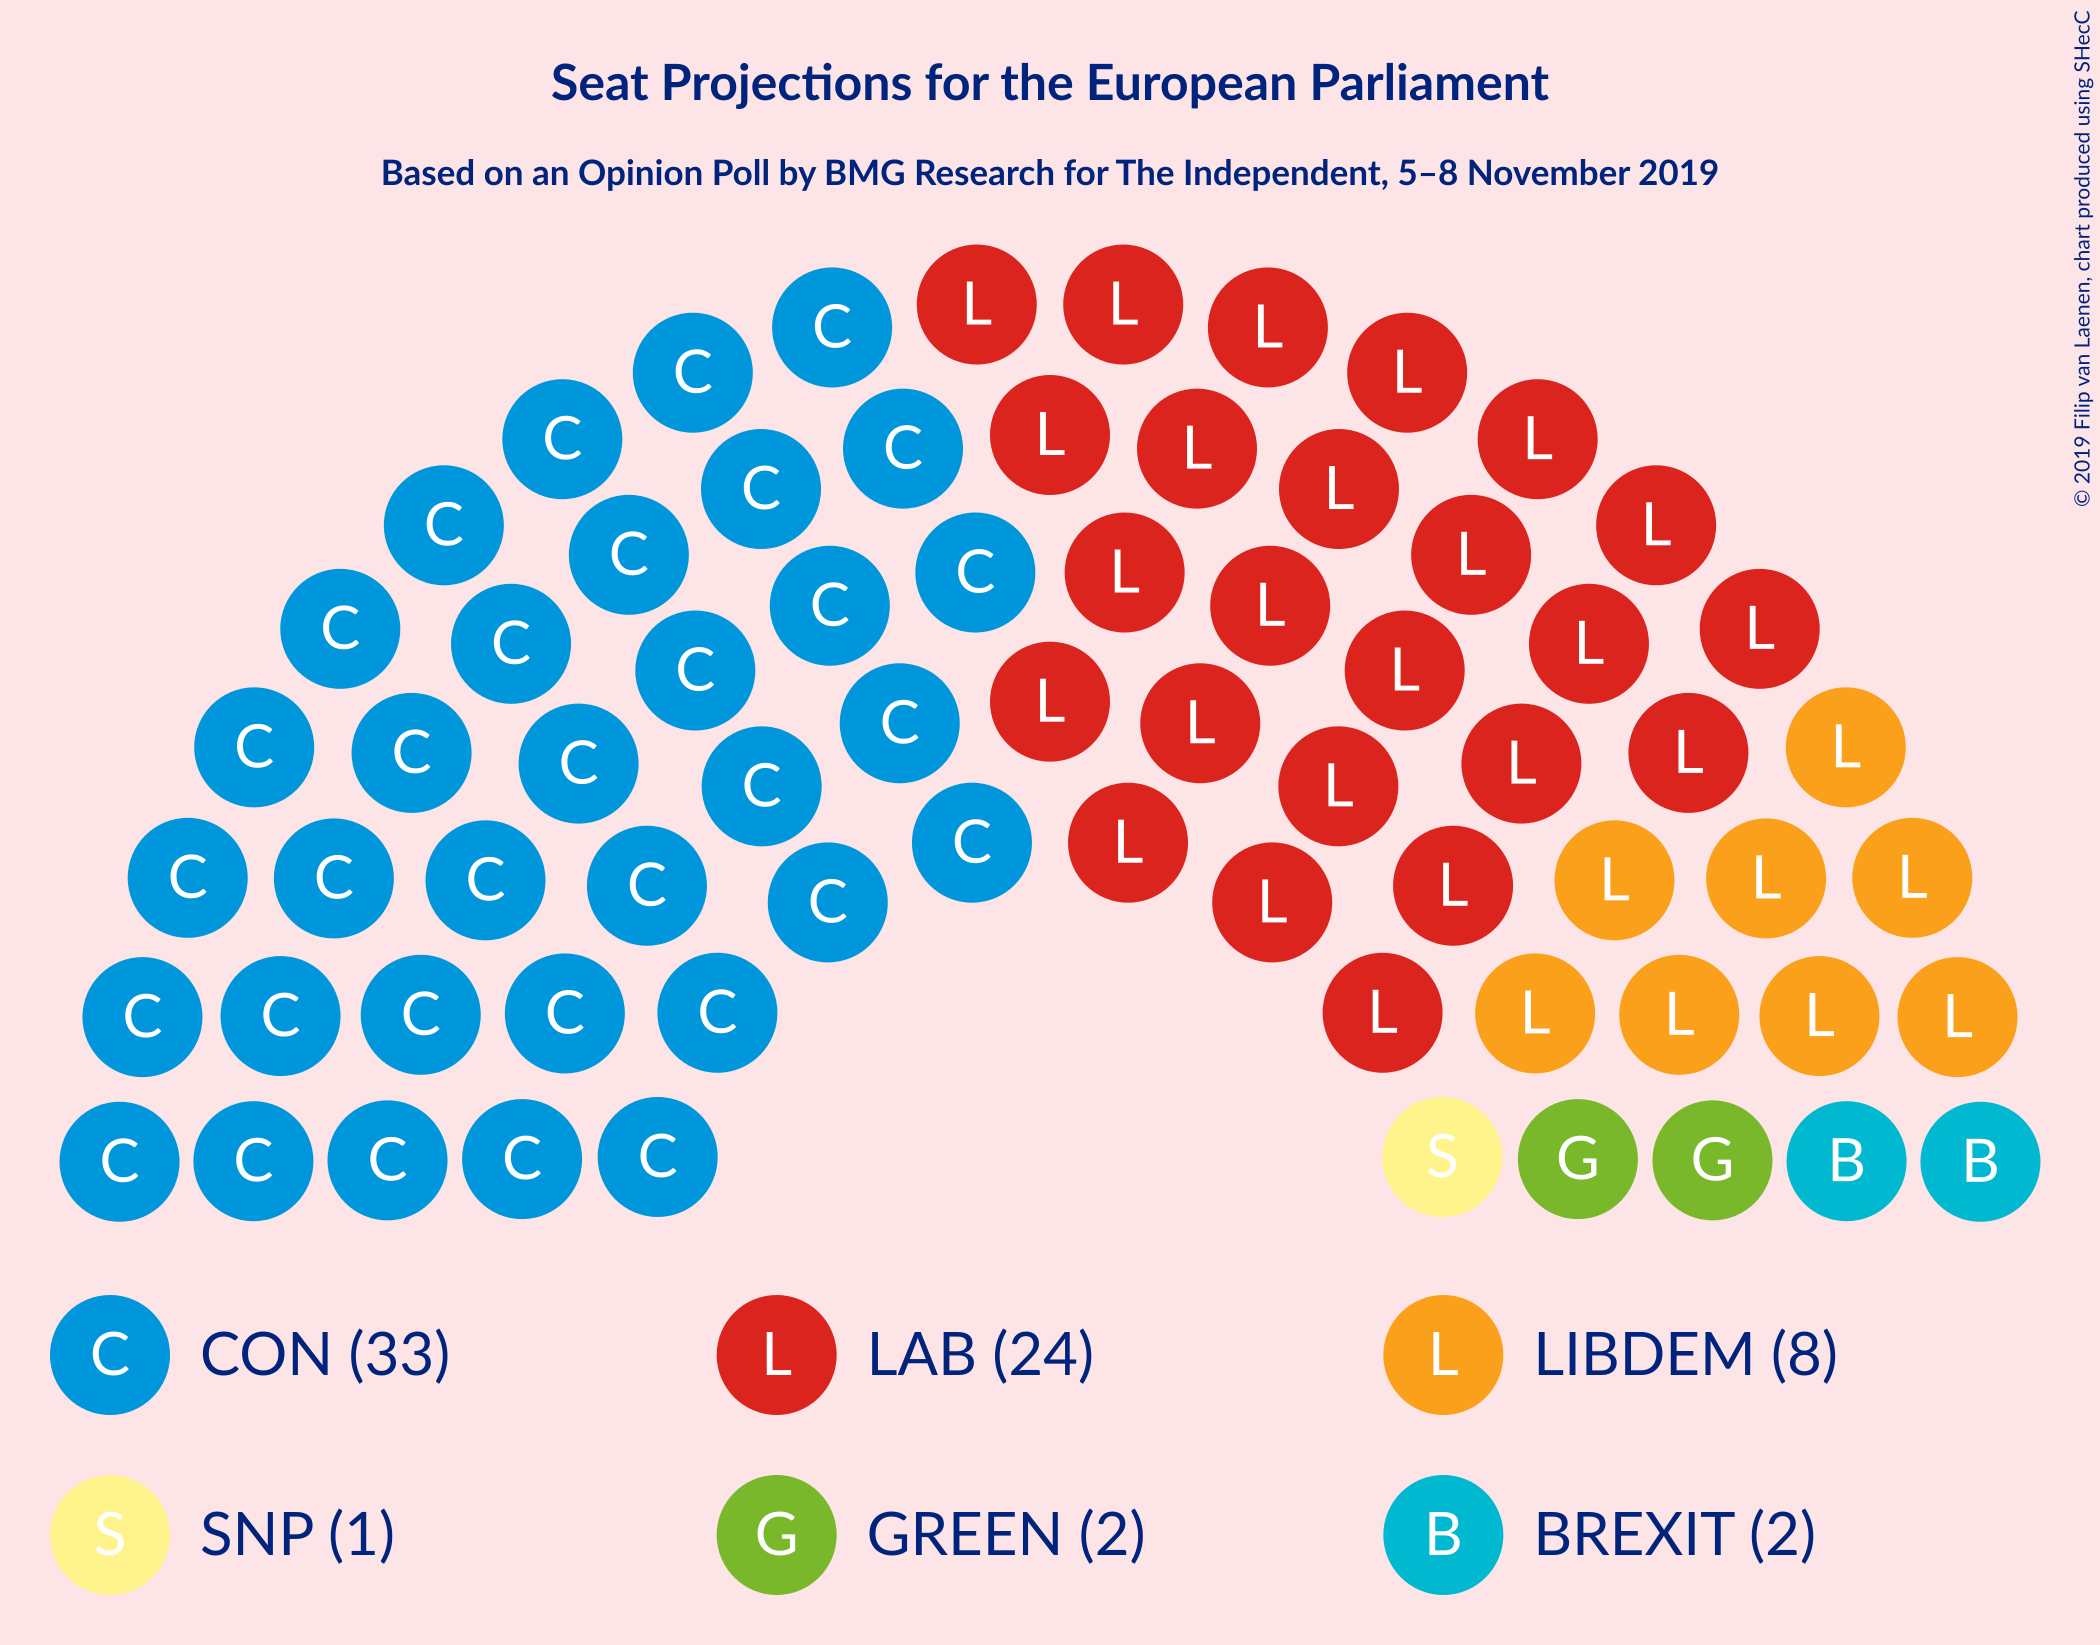 Seat Projections for the European Parliament
Based on an Opinion Poll by BMG Research for The Independent, 5–8 November 2019
© 2019 Filip van Laenen, chart produced using SHecC
L L
C L
C L
C L
C C L L
C L
C L
C L
C L
C C L L
C L
C L
C L
C L
C L
C C L L
C L
C L
C C L L
C C C L L L
C L
C C C C L L L L
C L
C C C C C L L L L L
C C C C C S G G B B
C CON (33) L LAB (24) L LIBDEM (8)
S SNP (1) G GREEN (2) B BREXIT (2)